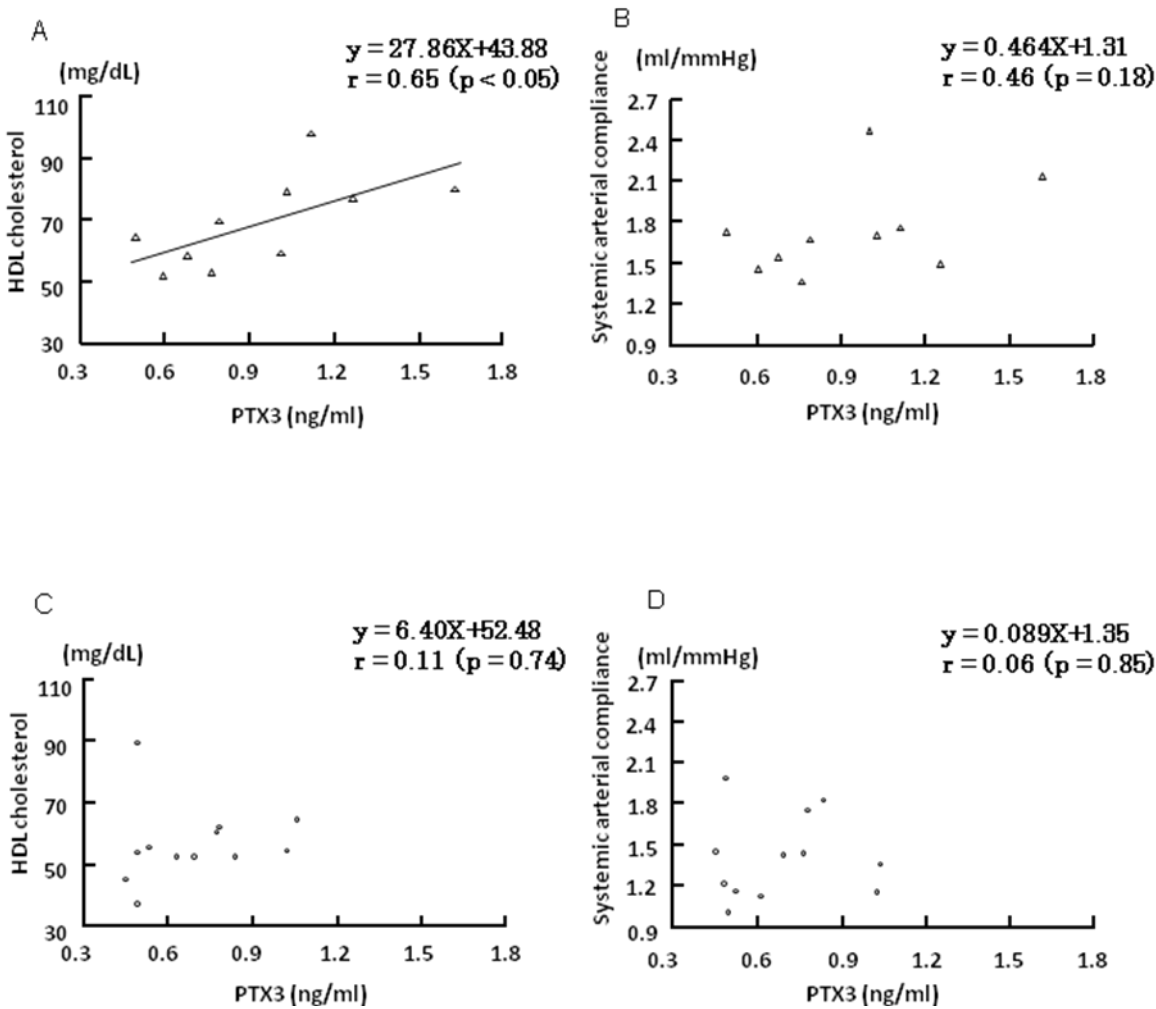 A
y = 27.86X+43.88
(mg/dL)
r = 0.65 (p < 0.05)
110
90
70
50
30
HDL cholesterol
0.3 0.6 0.9 1.2 1.5 1.8
PTX3 (ng/ml)
B
y = 0.464X+1.31
(ml/mmHg)
r = 0.46 (p = 0.18)
2.7
2.4
2.1
1.8
1.5
1.2
0.9
Systemic arterial compliance
0.3 0.6 0.9 1.2 1.5 1.8
PTX3 (ng/ml)
C
y = 6.40X+52.48
(mg/dL)
r = 0.11 (p = 0.74)
110
90
70
50
30
HDL cholesterol
0.3 0.6 0.9 1.2 1.5 1.8
PTX3 (ng/ml)
D
y = 0.089X+1.35
(ml/mmHg)
r = 0.06 (p = 0.85)
2.7
2.4
2.1
1.8
1.5
1.2
0.9
Systemic arterial compliance
0.3 0.6 0.9 1.2 1.5 1.8
PTX3 (ng/ml)